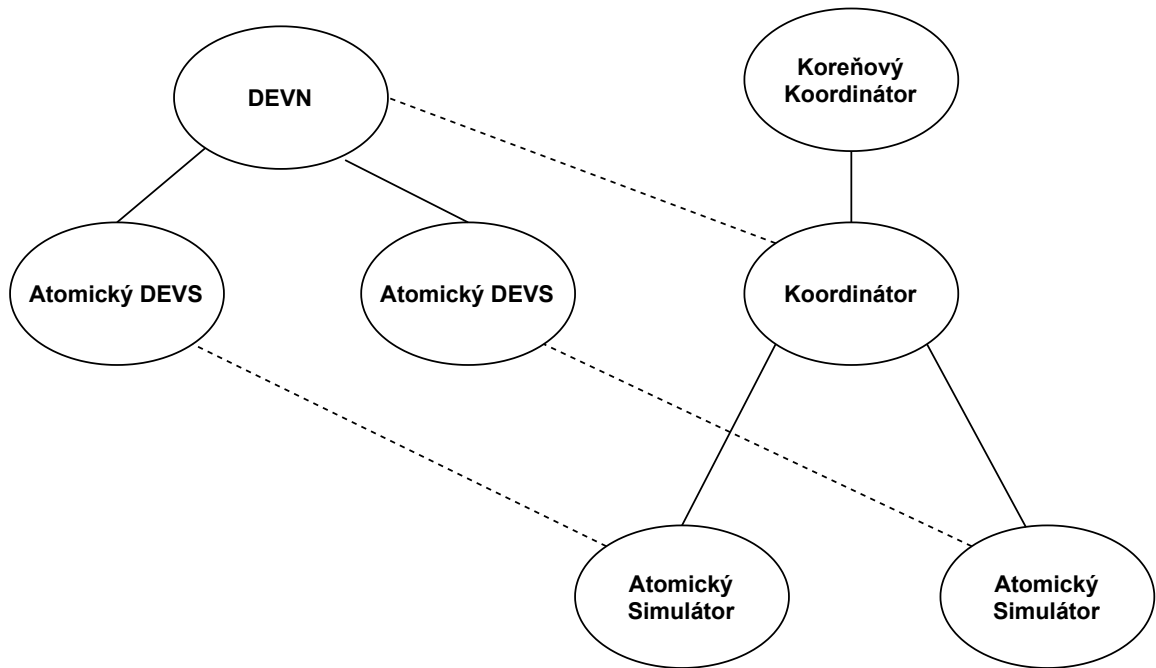 DEVN
Koreňový
Koordinátor
Atomický DEVS
Atomický DEVS
Koordinátor
Atomický
Simulátor
Atomický
Simulátor